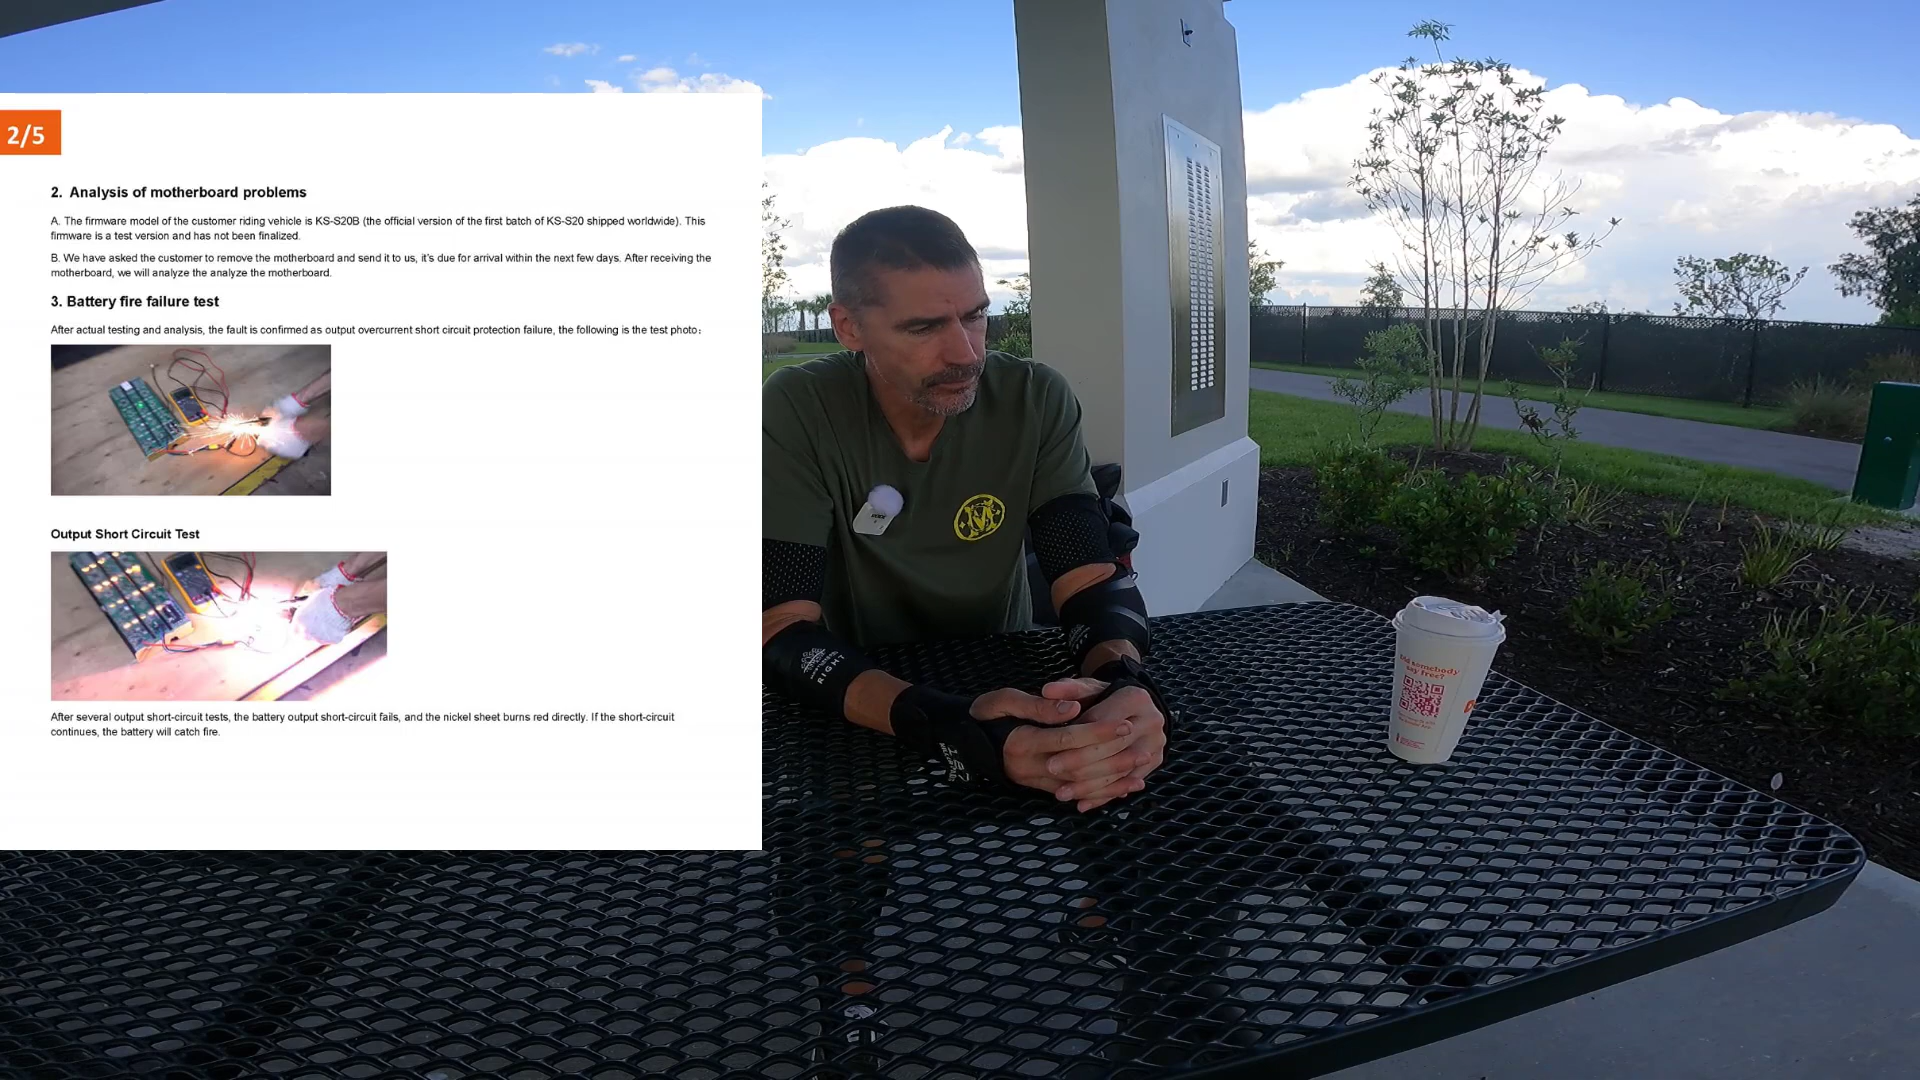 2/5
2. Analysis of motherboard problems
A. The firmware model of the customer riding vehicle is KS-S20B (the official version of the first batch of KS-S20 shipped worldwide). This
firmware is a test version and has not been finalized.
B. We have asked the customer to remove the motherboard and send it to us, it's due for arrival within the next few days. After receiving the
motherboard, we will analyze the analyze the motherboard.
3. Battery fire failure test
After actual testing and analysis, the fault is confirmed as output overcurrent short circuit protection failure, the following is the test photo:
Output Short Circuit Test
After several output short-circuit tests, the battery output short-circuit fails, and the nickel sheet burns red directly. If the short-circuit
continues, the battery will catch fire.
RIGHT
Did somebody
say free?